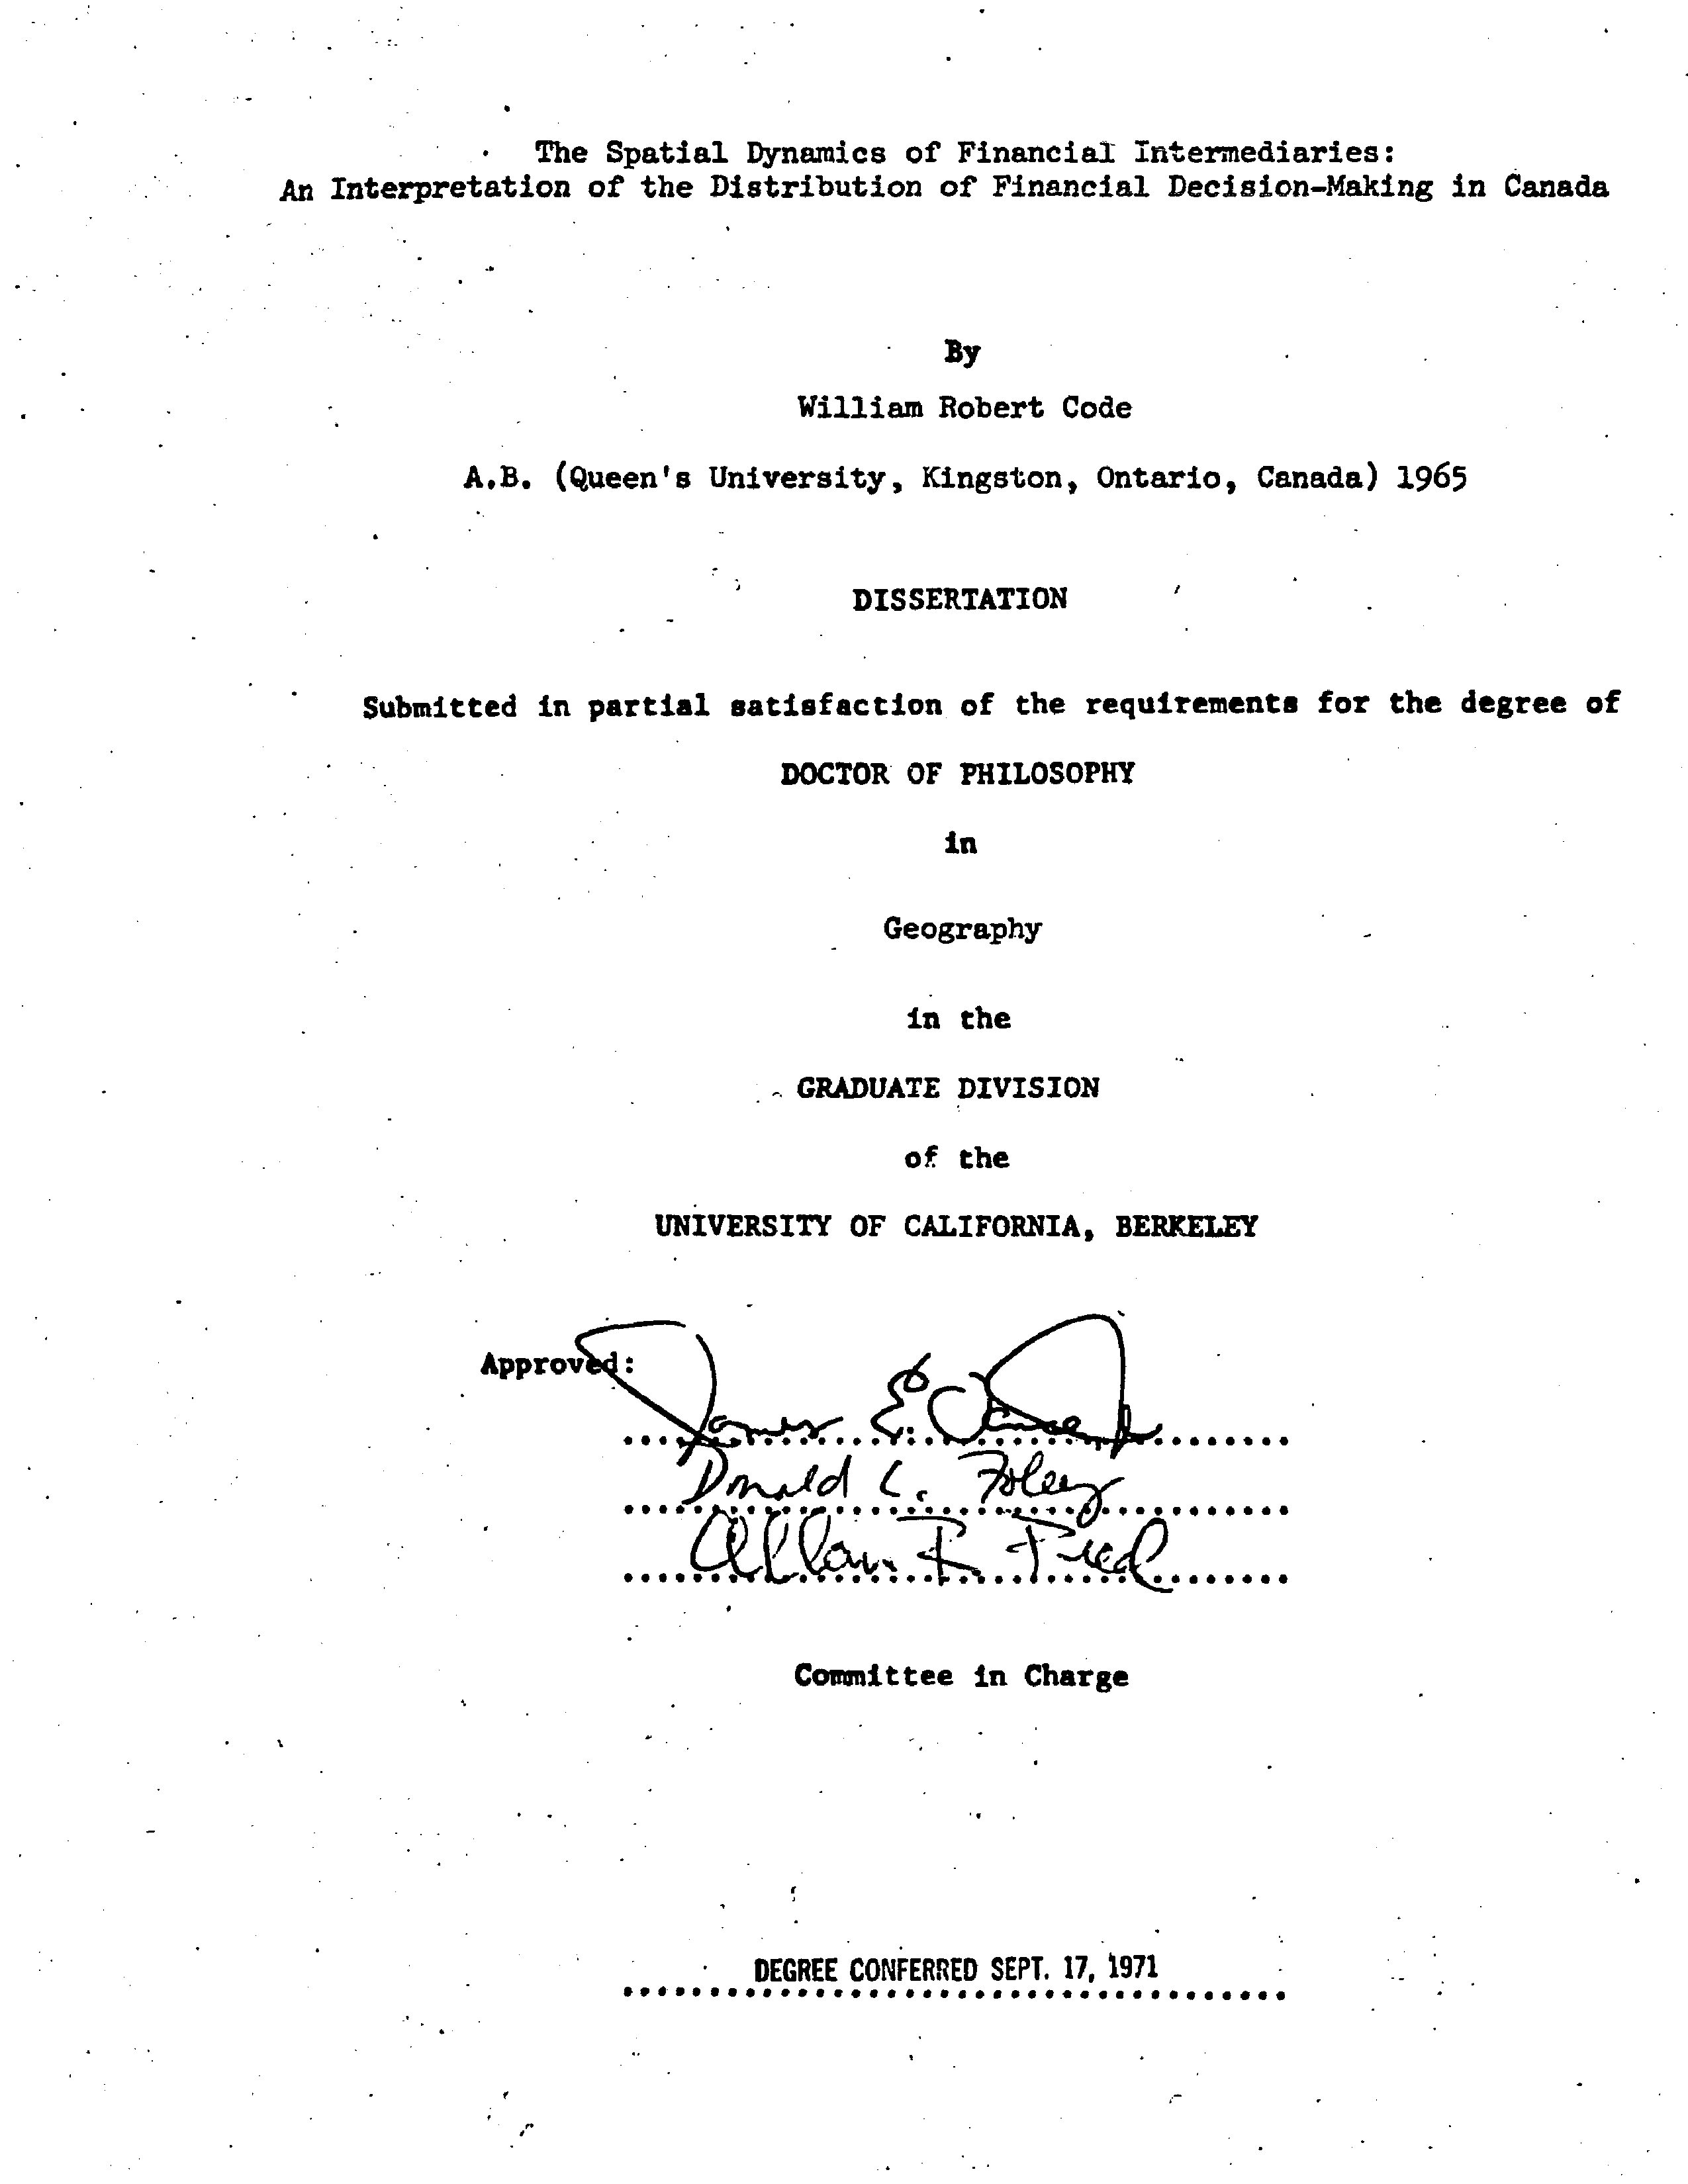 The Spatial Dynamics of Financial Intermediaries:
An Interpretation of the Distribution of Financial Decision-Making in Canada
By
William Robert Code
A.B. (Queen's University, Kingston, Ontario, Canada) 1965
DISSERTATION
Submitted in partial satisfaction of the requirements for the degree of
DOCTOR OF PHILOSOPHY
in
Geography
in the
GRADUATE DIVISION
of the
UNIVERSITY OF CALIFORNIA, BERKELEY
Approved:
James E. Vance Jr
Donald L. Foley
Allan R Pred
Committee in Charge
DEGREE CONFERRED SEPT. 17, 1971